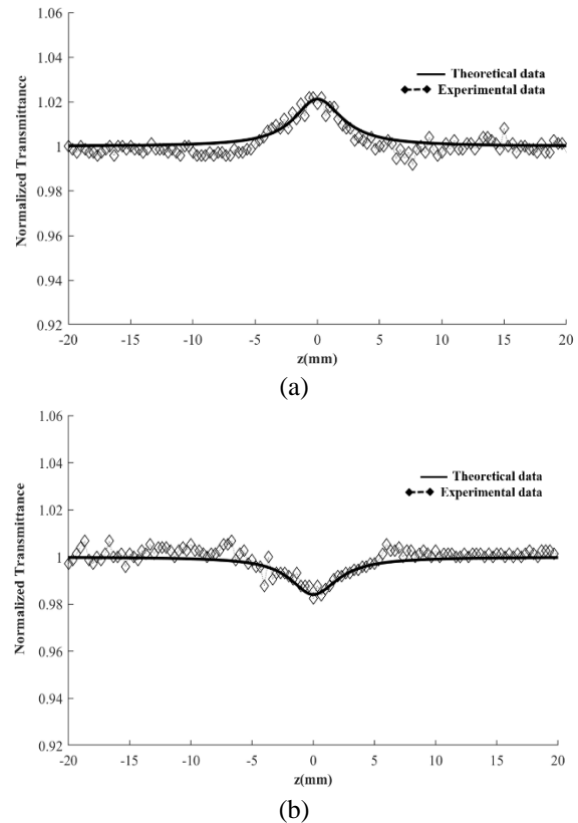 1.06
1.04
1.02
1
0.98
0.96
0.94
0.92
Normalized Transmittance
Theoretical data
Experimental data
-20 -15 -10 -5 0 5 10 15 20
z(mm)
(a)
1.06
1.04
1.02
1
0.98
0.96
0.94
0.92
Normalized Transmittance
Theoretical data
Experimental data
-20 -15 -10 -5 0 5 10 15 20
z(mm)
(b)